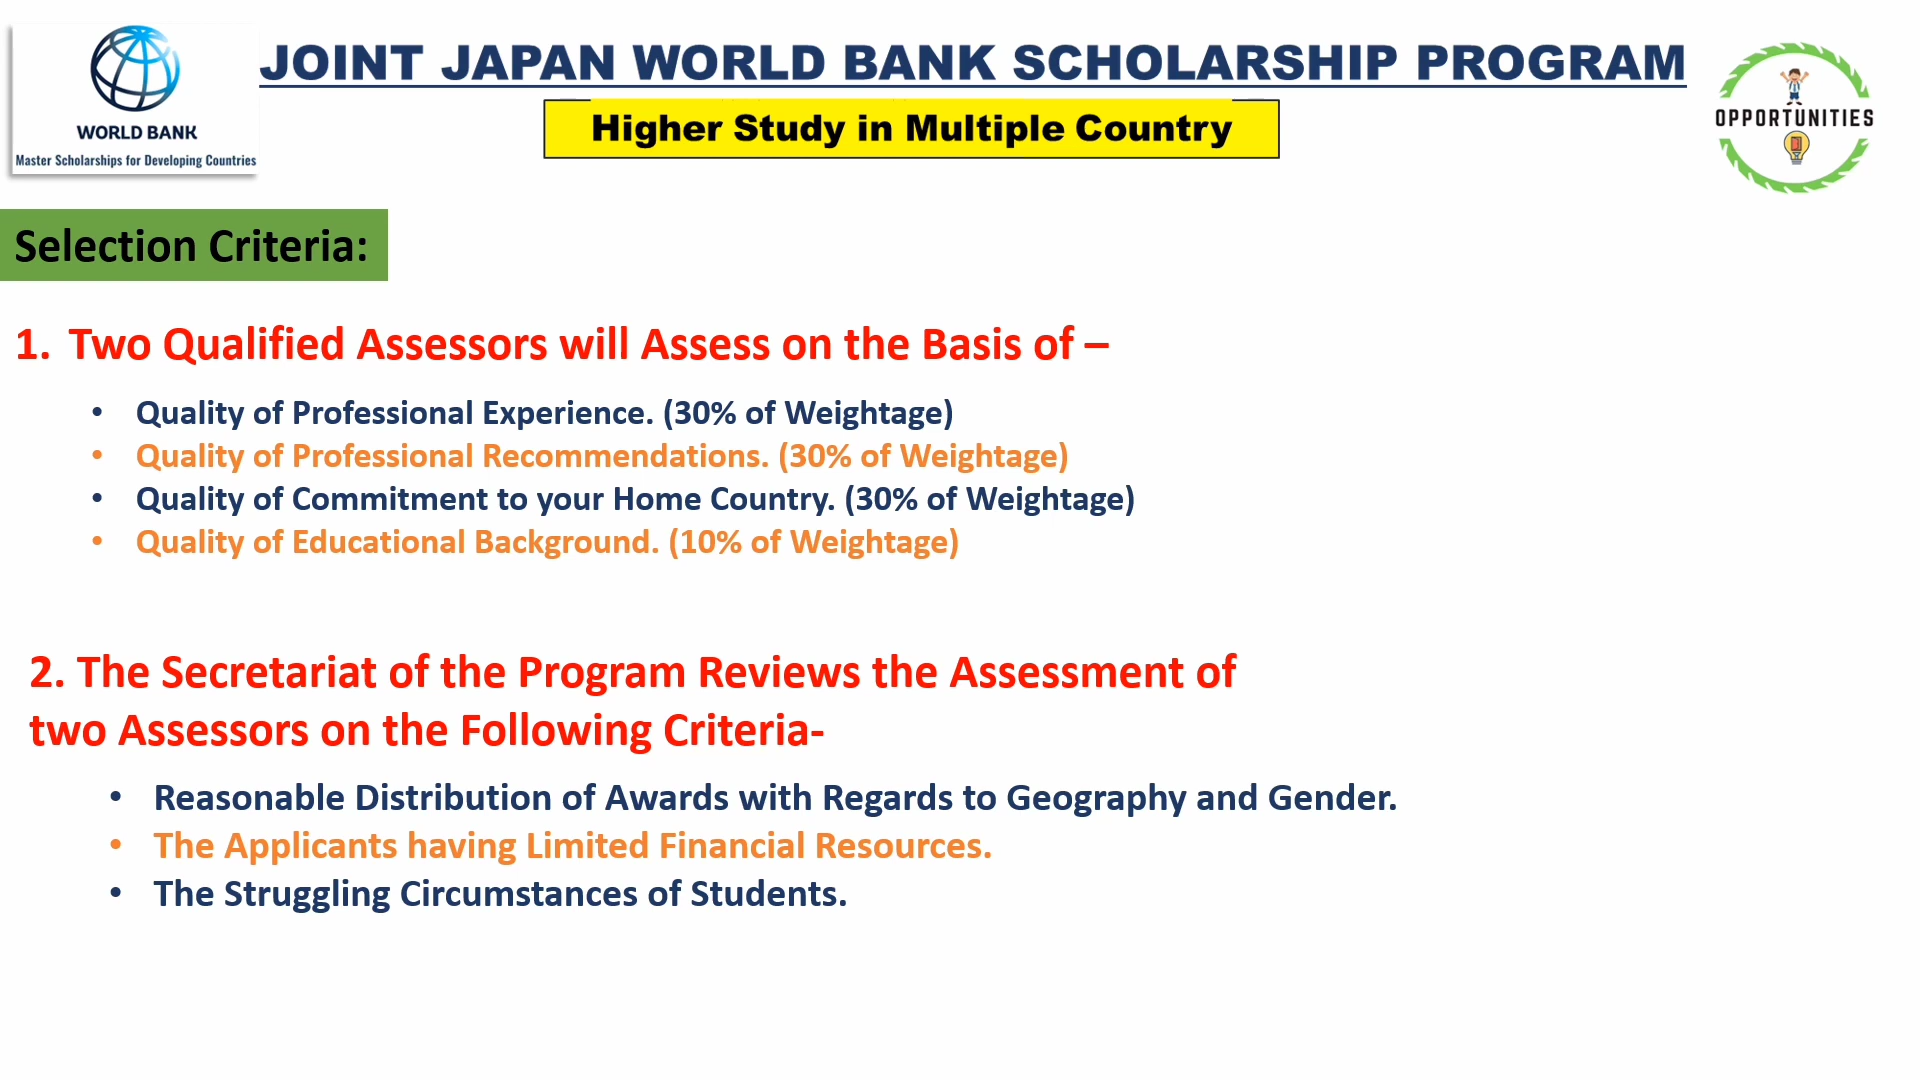 WORLD BANK
Master Scholarships for Developing Countries
JOINT JAPAN WORLD BANK SCHOLARSHIP PROGRAM
Higher Study in Multiple Country
OPPORTUNITIES
Selection Criteria:
1. Two Qualified Assessors will Assess on the Basis of –
• Quality of Professional Experience. (30% of Weightage)
• Quality of Professional Recommendations. (30% of Weightage)
• Quality of Commitment to your Home Country. (30% of Weightage)
• Quality of Educational Background. (10% of Weightage)
2. The Secretariat of the Program Reviews the Assessment of
two Assessors on the Following Criteria-
• Reasonable Distribution of Awards with Regards to Geography and Gender.
• The Applicants having Limited Financial Resources.
• The Struggling Circumstances of Students.